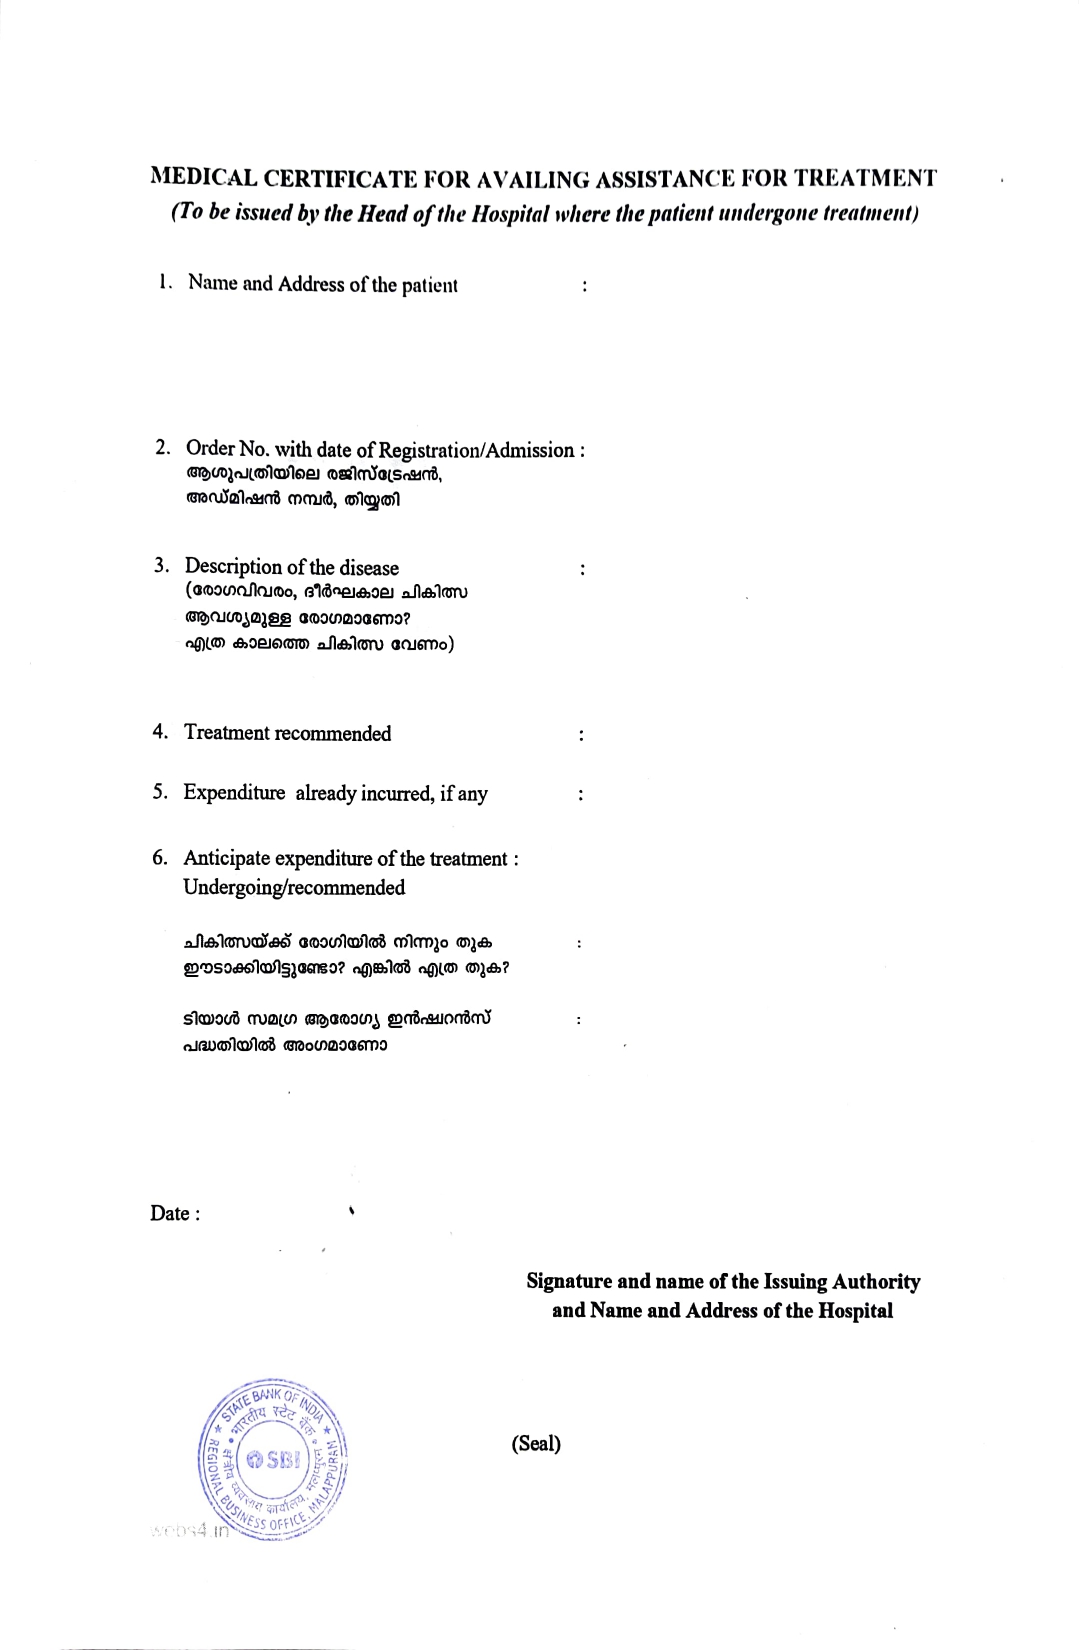 MEDICAL CERTIFICATE FOR AVAILING ASSISTANCE FOR TREATMENT
(To be issued by the Head of the Hospital where the patient undergone treatment)
1. Name and Address of the patient :
2. Order No. with date of Registration/Admission :
ആശുപത്രിയിലെ രജിസ്ട്രേഷൻ,
അഡ്മിഷൻ നമ്പർ, തിയ്യതി
3. Description of the disease :
(രോഗവിവരം, ദീർഘകാല ചികിത്സ
ആവശ്യമുള്ള രോഗമാണോ?
എത്ര കാലത്തെ ചികിത്സ വേണം)
4. Treatment recommended :
5. Expenditure already incurred, if any :
6. Anticipate expenditure of the treatment :
Undergoing/recommended
ചികിത്സയ്ക്ക് രോഗിയിൽ നിന്നും തുക :
ഈടാക്കിയിട്ടുണ്ടോ? എങ്കിൽ എത്ര തുക?
ടിയാൾ സമഗ്ര ആരോഗ്യ ഇൻഷുറൻസ് :
പദ്ധതിയിൽ അംഗമാണോ
Date :
Signature and name of the Issuing Authority
and Name and Address of the Hospital
(Seal)
★ STATE BANK OF INDIA ★
भारतीय स्टेट बैंक
SBI
क्षेत्रीय व्यवसाय कार्यालय, मलप्पुरम
REGIONAL BUSINESS OFFICE, MALAPPURAM
webs4.in